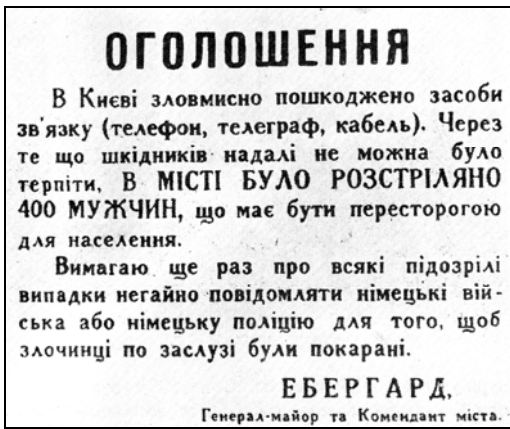 ОГОЛОШЕННЯ
В Києві зловмисно пошкоджено засоби
зв'язку (телефон, телеграф, кабель). Через
те що шкідників надалі не можна було
терпіти, В МІСТІ БУЛО РОЗСТРІЛЯНО
400 МУЖЧИН, що має бути пересторогою
для населення.
Вимагаю ще раз про всякі підозрілі
випадки негайно повідомляти німецькі вій-
ська або німецьку поліцію для того, щоб
злочинці по заслузі були покарані.
ЕБЕРГАРД,
Генерал-майор та Комендант міста.